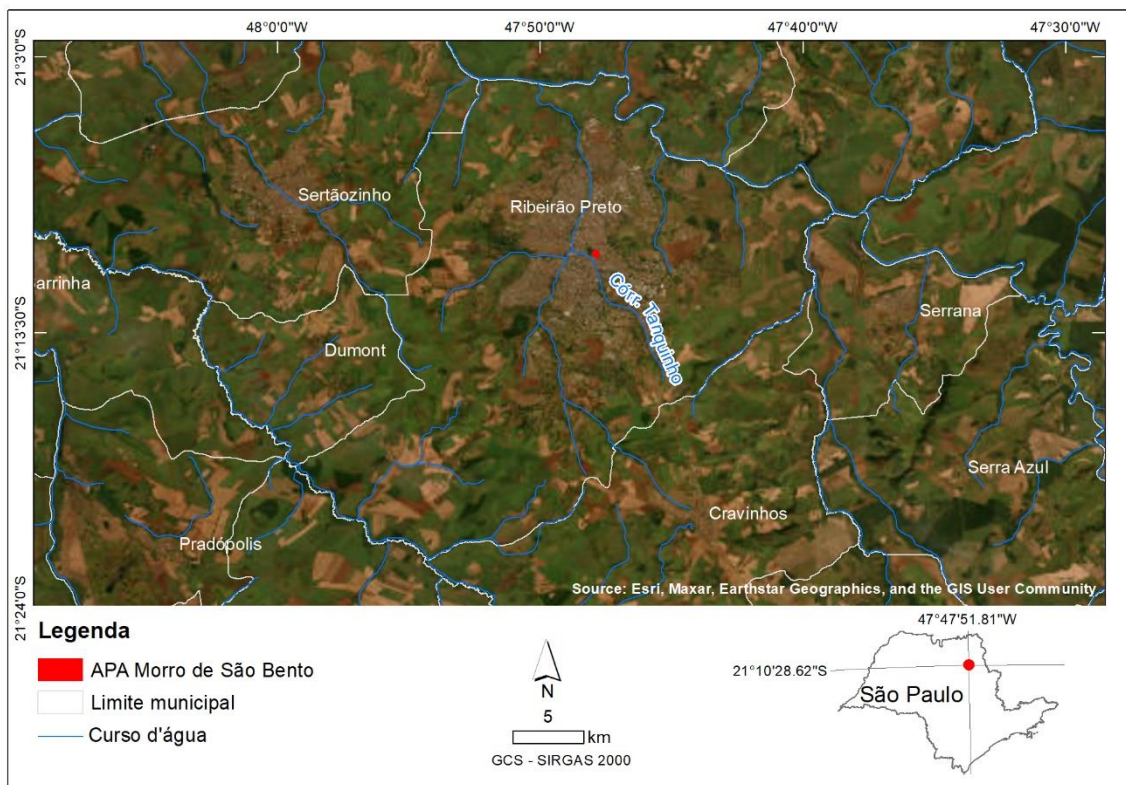 48°0'0"W
47°50'0"W
47°40'0"W
47°30'0"W
21°3'0"S
21°13'30"S
21°24'0"S
Sertãozinho
Ribeirão Preto
arrinha
Córr. Tanquinho
Serrana
Dumont
Serra Azul
Cravinhos
Pradópolis
Source: Esri, Maxar, Earthstar Geographics, and the GIS User Community
Legenda
APA Morro de São Bento
Limite municipal
Curso d'água
N
5
km
GCS - SIRGAS 2000
47°47'51.81"W
21°10'28.62"S
São Paulo